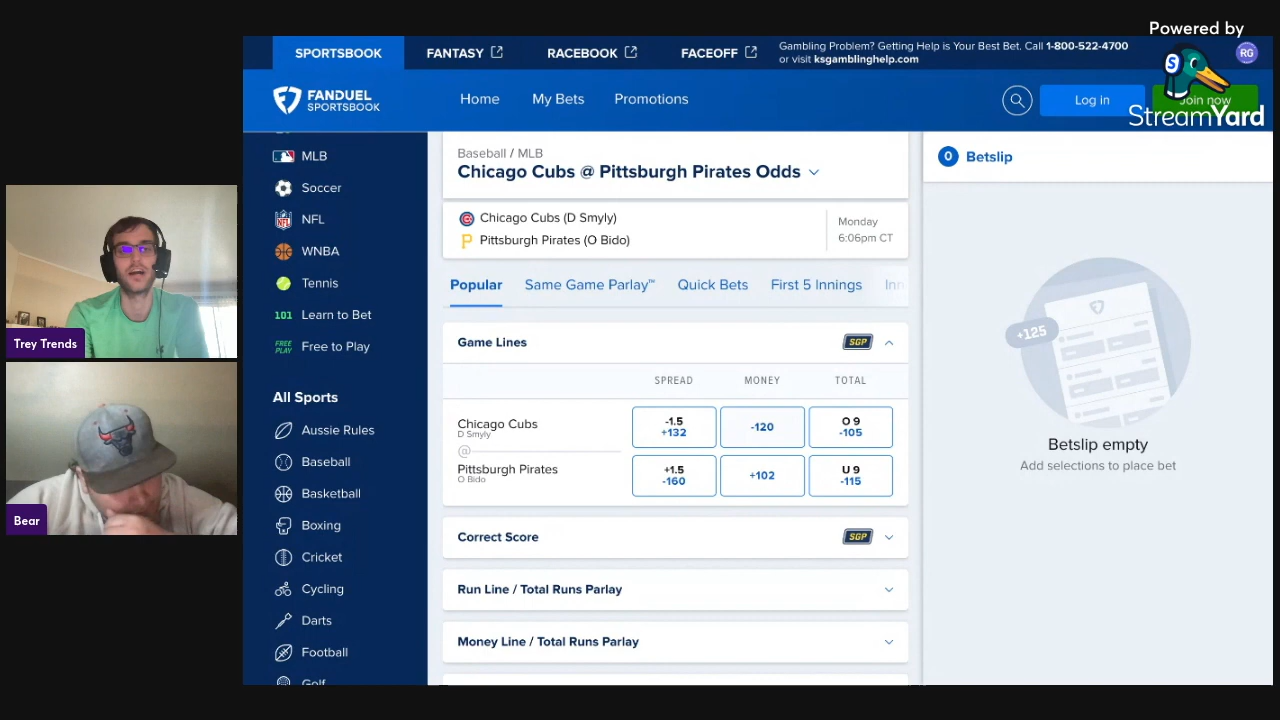 Powered by
StreamYard
SPORTSBOOK
FANTASY
RACEBOOK
FACEOFF
Gambling Problem? Getting Help is Your Best Bet. Call 1-800-522-4700
or visit ksgamblinghelp.com
RG
FANDUEL
SPORTSBOOK
Home
My Bets
Promotions
Log in
Join now
MLB
Soccer
NFL
WNBA
Tennis
101 Learn to Bet
FREE PLAY Free to Play
All Sports
Aussie Rules
Baseball
Basketball
Boxing
Cricket
Cycling
Darts
Football
Golf
Baseball / MLB
Chicago Cubs @ Pittsburgh Pirates Odds
Chicago Cubs (D Smyly)
Pittsburgh Pirates (O Bido)
Monday
6:06pm CT
Popular
Same Game Parlay™
Quick Bets
First 5 Innings
Game Lines
SGP
SPREAD MONEY TOTAL
Chicago Cubs
D Smyly
-1.5
+132
-120
O 9
-105
@
Pittsburgh Pirates
O Bido
+1.5
-160
+102
U 9
-115
Correct Score
SGP
Run Line / Total Runs Parlay
Money Line / Total Runs Parlay
0 Betslip
+125
Betslip empty
Add selections to place bet
Trey Trends
Bear